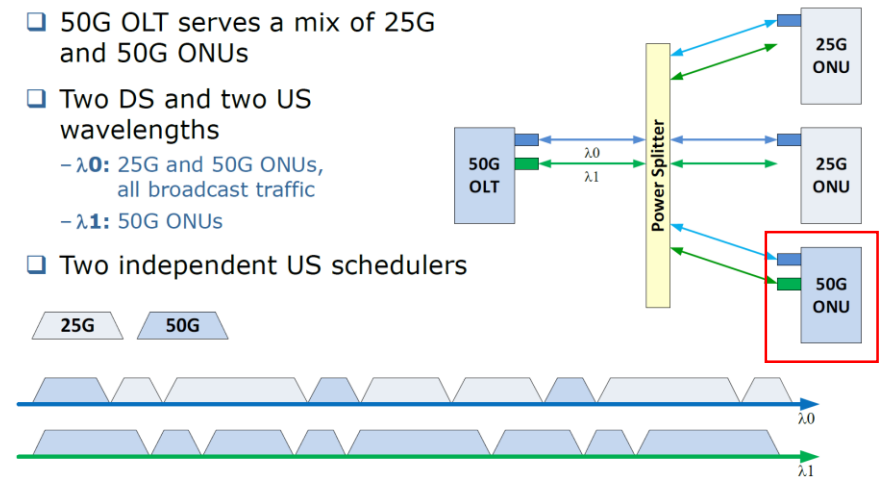 50G OLT serves a mix of 25G
and 50G ONUs
Two DS and two US
wavelengths
–λ0: 25G and 50G ONUs,
all broadcast traffic
–λ1: 50G ONUs
Two independent US schedulers
25G
50G
50G
OLT
λ0
λ1
Power Splitter
25G
ONU
25G
ONU
50G
ONU
λ0
λ1